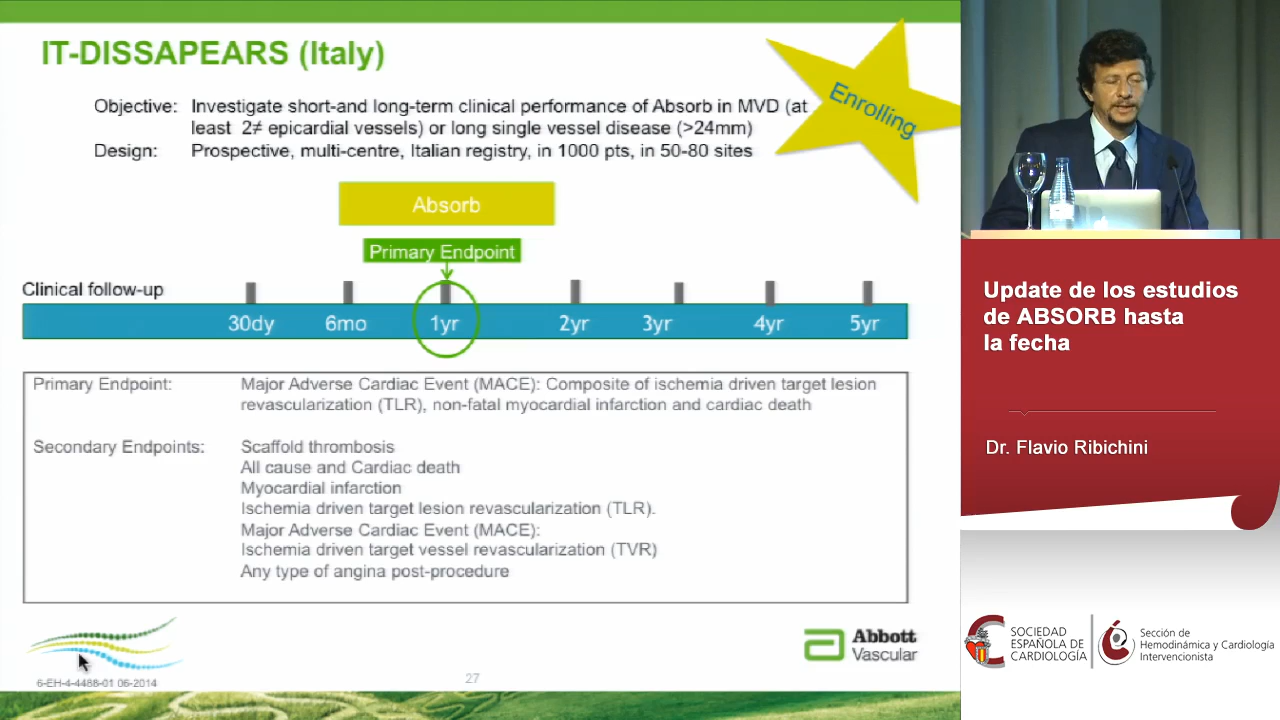 IT-DISSAPEARS (Italy)
Enrolling
Objective: Investigate short-and long-term clinical performance of Absorb in MVD (at
least 2≠ epicardial vessels) or long single vessel disease (>24mm)
Design: Prospective, multi-centre, Italian registry, in 1000 pts, in 50-80 sites
Absorb
Primary Endpoint
Clinical follow-up
30dy 6mo 1yr 2yr 3yr 4yr 5yr
Primary Endpoint: Major Adverse Cardiac Event (MACE): Composite of ischemia driven target lesion
revascularization (TLR), non-fatal myocardial infarction and cardiac death
Secondary Endpoints: Scaffold thrombosis
All cause and Cardiac death
Myocardial infarction
Ischemia driven target lesion revascularization (TLR).
Major Adverse Cardiac Event (MACE):
Ischemia driven target vessel revascularization (TVR)
Any type of angina post-procedure
6-EH-4-4488-01 06-2014
27
Abbott
Vascular
Update de los estudios
de ABSORB hasta
la fecha
Dr. Flavio Ribichini
SOCIEDAD
ESPAÑOLA DE
CARDIOLOGÍA
Sección de
Hemodinámica y Cardiología
Intervencionista